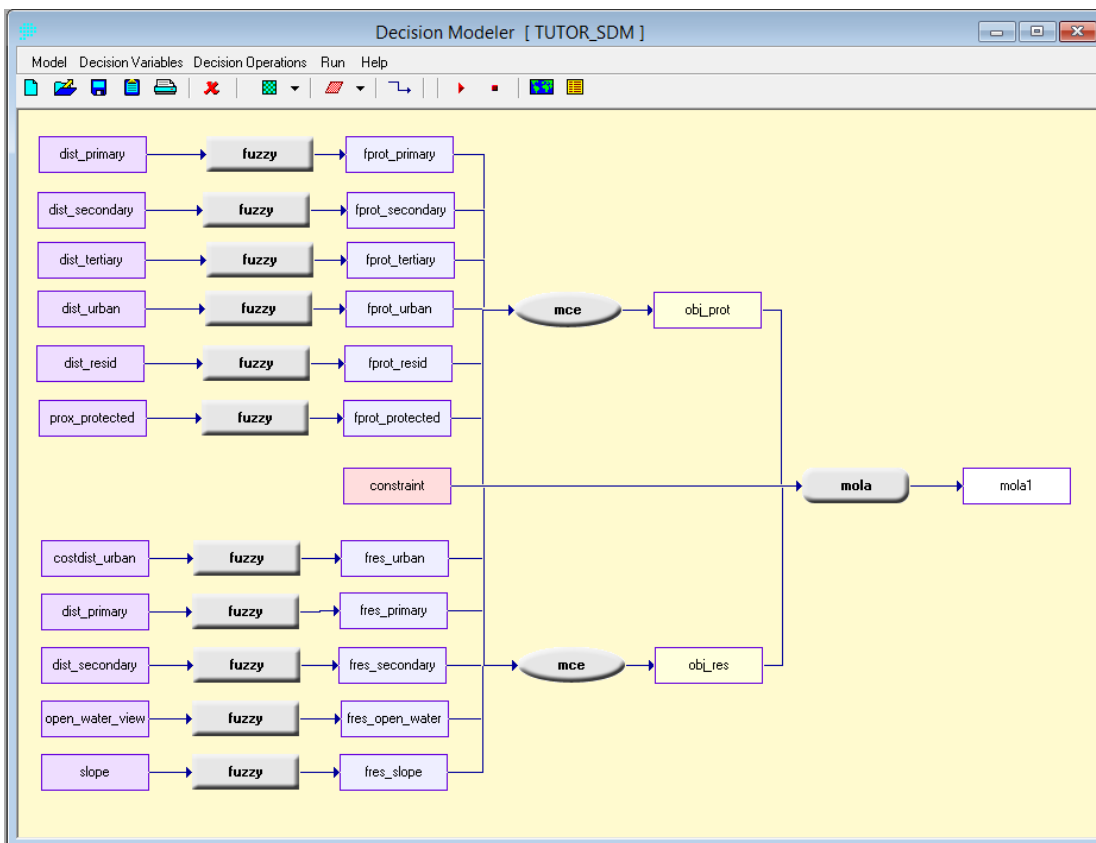 Decision Modeler [ TUTOR_SDM ]
Model Decision Variables Decision Operations Run Help
dist_primary fuzzy fprot_primary
dist_secondary fuzzy fprot_secondary
dist_tertiary fuzzy fprot_tertiary
dist_urban fuzzy fprot_urban mce obj_prot
dist_resid fuzzy fprot_resid
prox_protected fuzzy fprot_protected
constraint mola mola1
costdist_urban fuzzy fres_urban
dist_primary fuzzy fres_primary
dist_secondary fuzzy fres_secondary mce obj_res
open_water_view fuzzy fres_open_water
slope fuzzy fres_slope